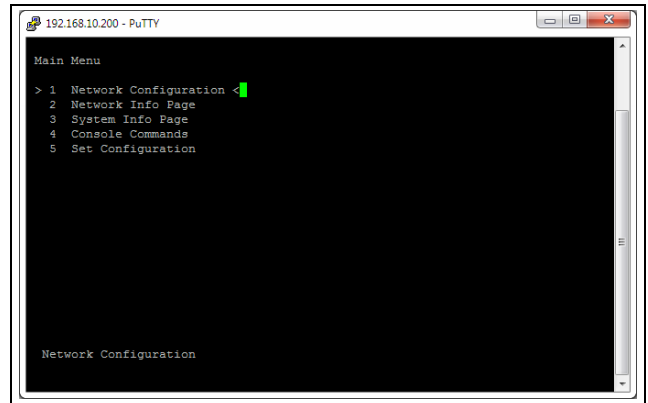 192.168.10.200 - PuTTY
Main Menu
> 1 Network Configuration <
2 Network Info Page
3 System Info Page
4 Console Commands
5 Set Configuration
Network Configuration